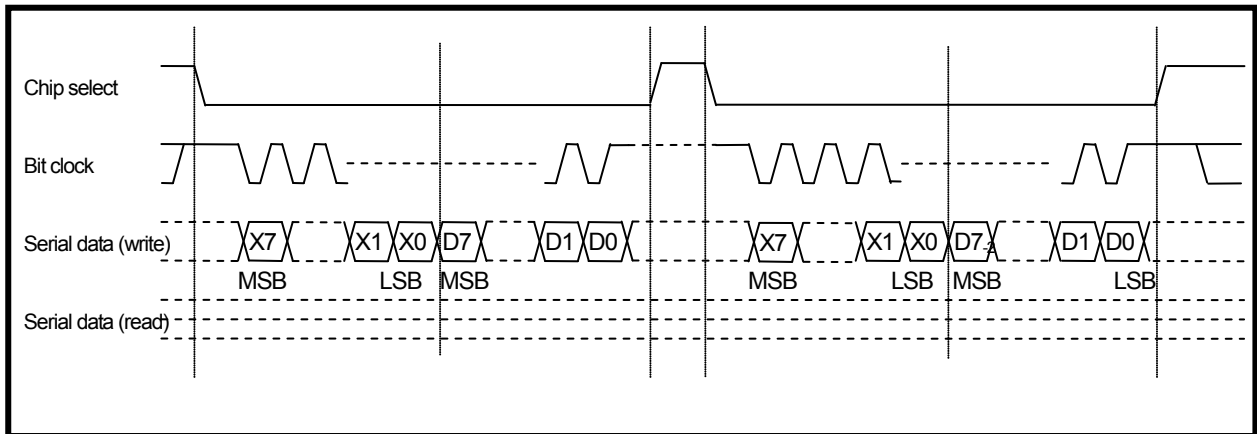 Chip select
Bit clock
Serial data (write) X7 X1 X0 D7 D1 D0 X7 X1 X0 D7-2 D1 D0
MSB LSB MSB MSB LSB MSB LSB
Serial data (read)